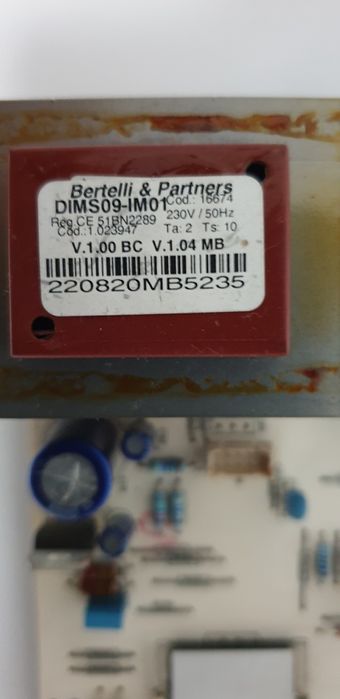 Bertelli & Partners
DIMS09-IM01 Cod.: 16674
Reg.CE 51BN2289 230V / 50Hz
Cod.:1.023947 Ta: 2 Ts: 10
V.1.00 BC V.1.04 MB
220820MB5235